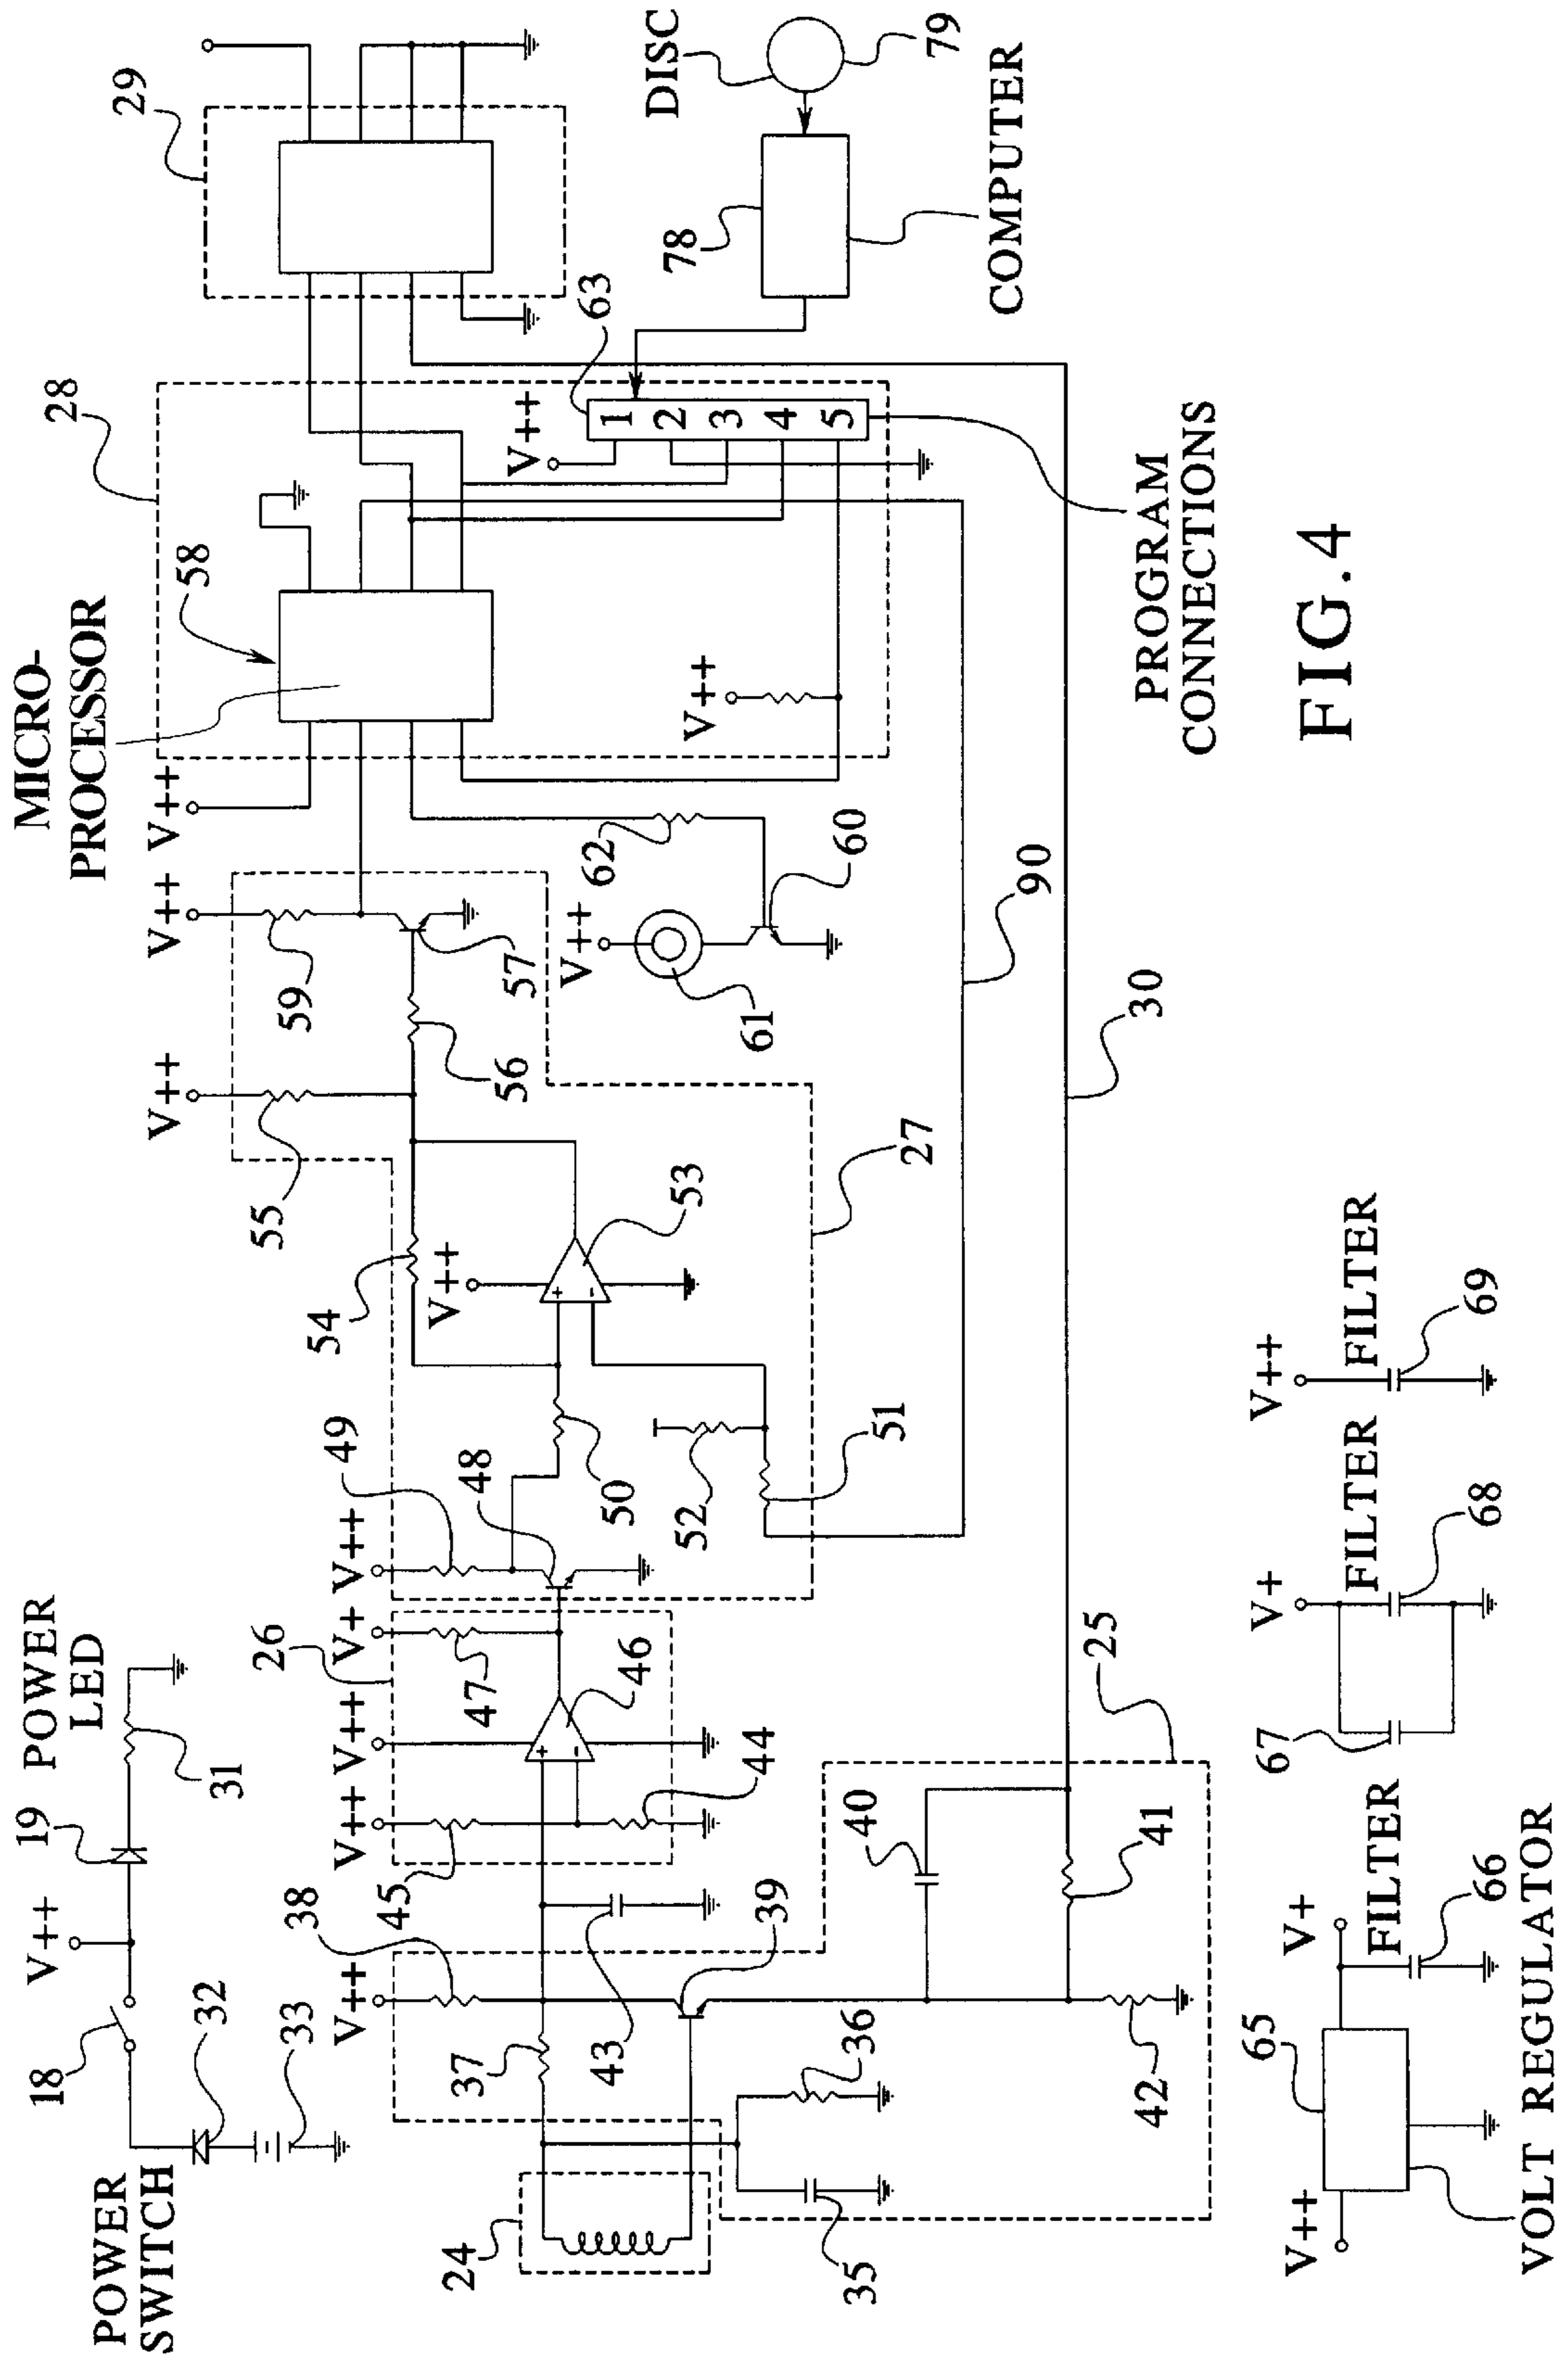 POWER
SWITCH
18
32
33
V++
19
POWER
LED
31
24
35
36
37
V++
38
39
43
40
41
42
25
V++
45
44
26
V++
46
V+
47
V++
49
48
50
52
51
54
V++
53
27
V++
55
56
V++
59
57
V++
61
62
60
90
30
V++
MICRO-
PROCESSOR
58
28
V++
V++
63
1
2
3
4
5
PROGRAM
CONNECTIONS
29
78
COMPUTER
DISC
79
V++
65
VOLT REGULATOR
V+
FILTER
66
67
V+
FILTER
68
V++
FILTER
69
FIG.4